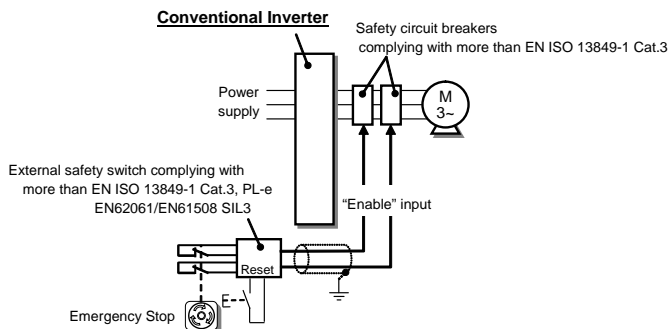 Conventional Inverter
Safety circuit breakers
complying with more than EN ISO 13849-1 Cat.3
Power
supply
M
3~
External safety switch complying with
more than EN ISO 13849-1 Cat.3, PL-e
EN62061/EN61508 SIL3
“Enable” input
Reset
Emergency Stop